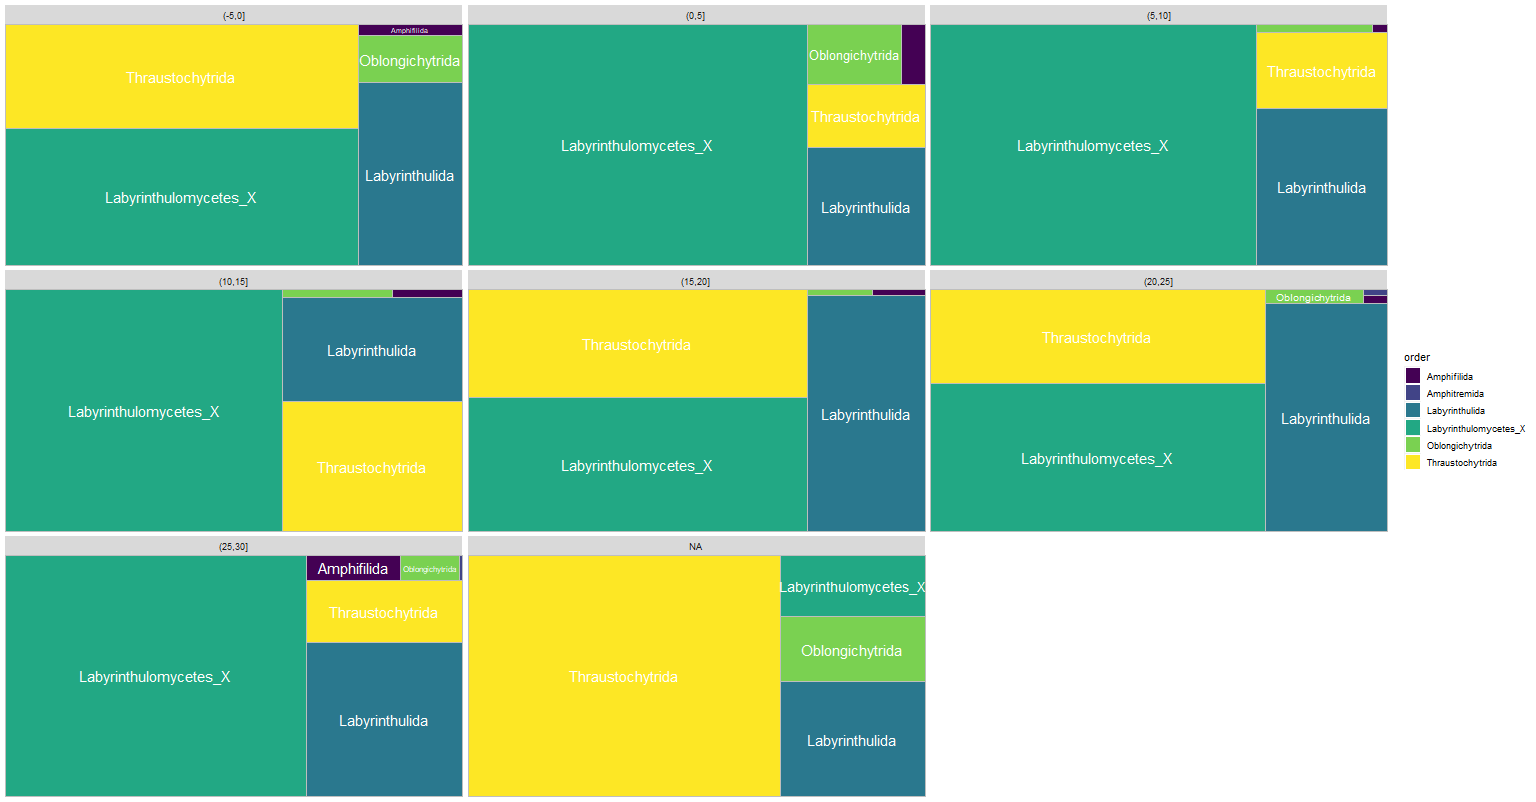 (-5,0]
Amphifilida
Thraustochytrida
Oblongichytrida
Labyrinthulomycetes_X
Labyrinthulida
(0,5]
Oblongichytrida
Thraustochytrida
Labyrinthulomycetes_X
Labyrinthulida
(5,10]
Thraustochytrida
Labyrinthulomycetes_X
Labyrinthulida
(10,15]
Labyrinthulida
Labyrinthulomycetes_X
Thraustochytrida
(15,20]
Thraustochytrida
Labyrinthulida
Labyrinthulomycetes_X
(20,25]
Oblongichytrida
Thraustochytrida
Labyrinthulida
Labyrinthulomycetes_X
(25,30]
Amphifilida
Oblongichytrida
Thraustochytrida
Labyrinthulomycetes_X
Labyrinthulida
NA
Labyrinthulomycetes_X
Oblongichytrida
Thraustochytrida
Labyrinthulida
order
Amphifilida
Amphitremida
Labyrinthulida
Labyrinthulomycetes_X
Oblongichytrida
Thraustochytrida